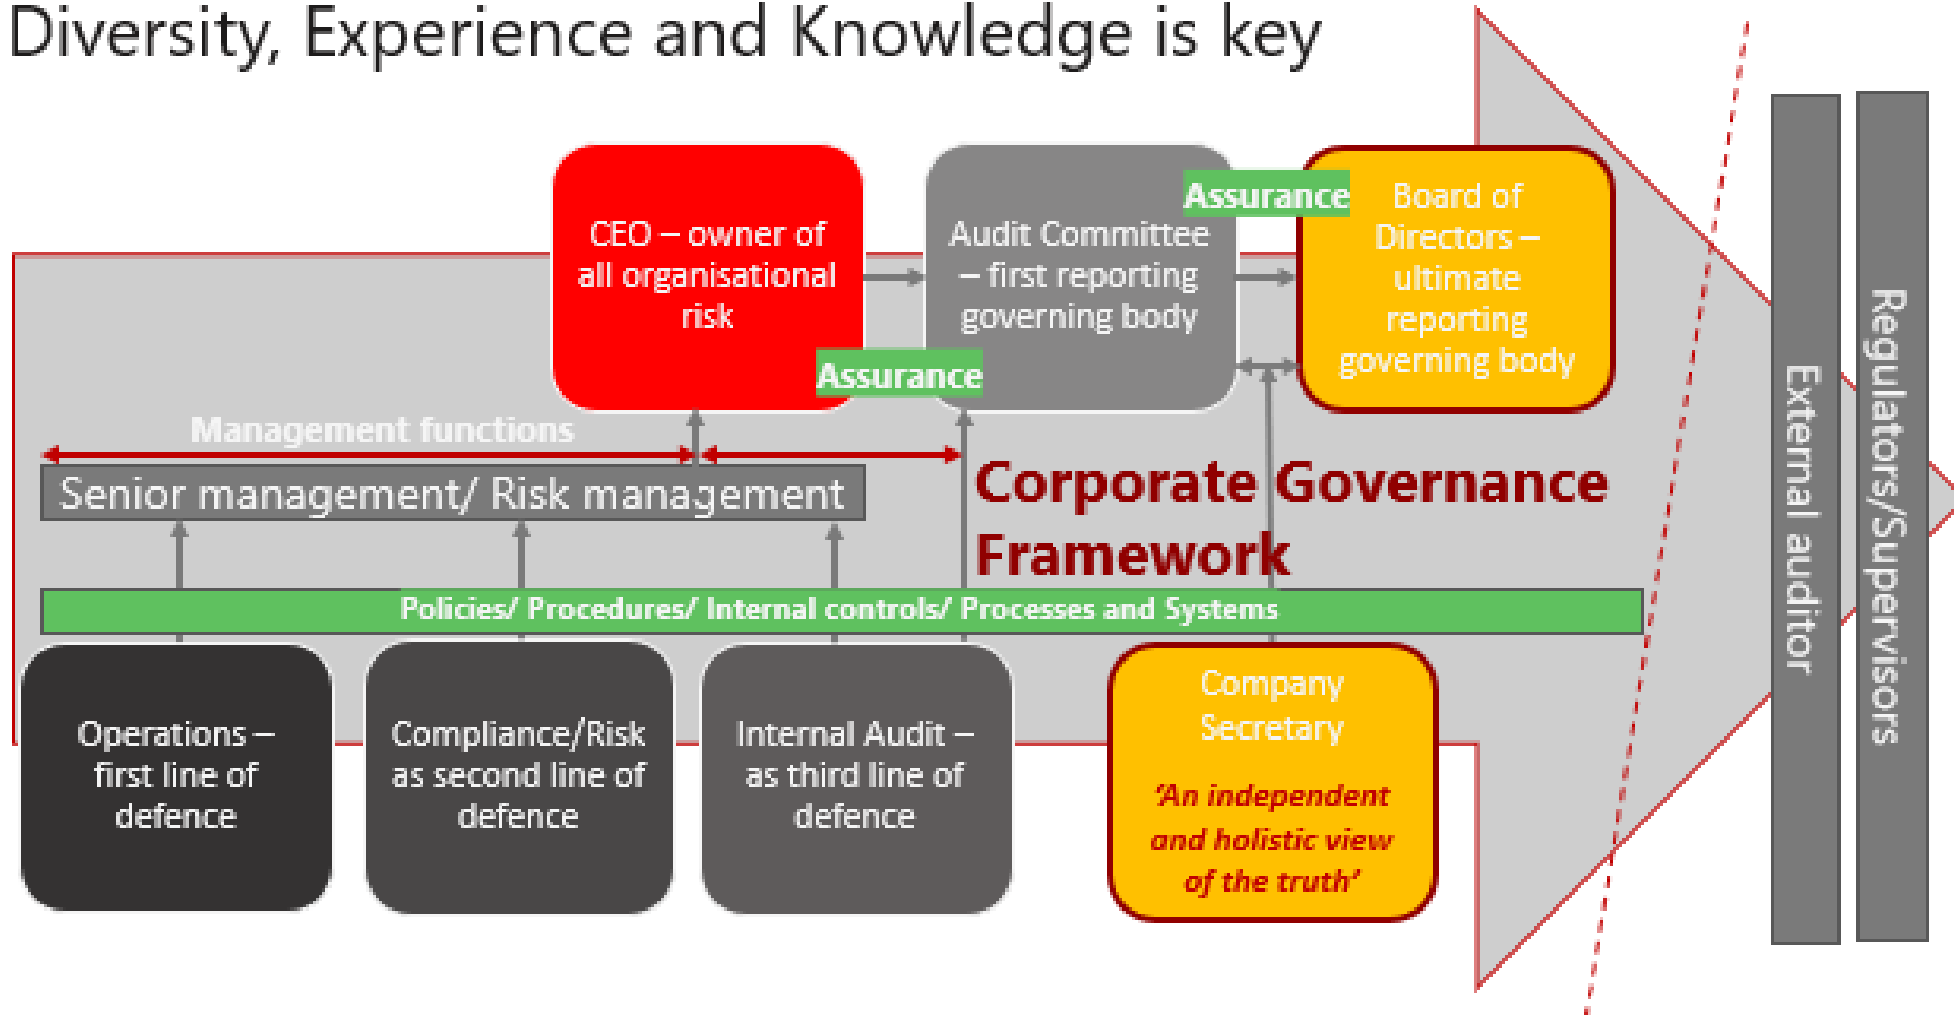 Diversity, Experience and Knowledge is key
CEO – owner of
all organisational
risk
Audit Committee
– first reporting
governing body
Assurance
Board of
Directors –
ultimate
reporting
governing body
Assurance
Management functions
Senior management/ Risk management
Corporate Governance
Framework
Policies/ Procedures/ Internal controls/ Processes and Systems
Operations –
first line of
defence
Compliance/Risk
as second line of
defence
Internal Audit –
as third line of
defence
Company
Secretary
‘An independent
and holistic view
of the truth’
External auditor
Regulators/Supervisors